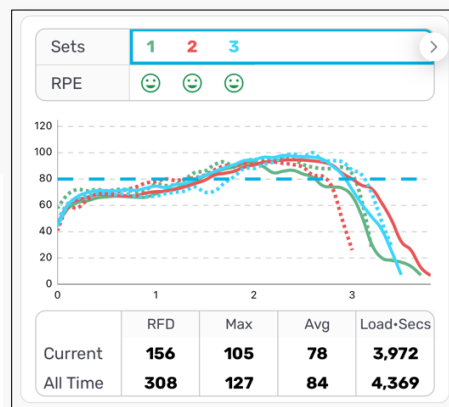 Sets 1 2 3
RPE
120
100
80
60
40
20
0
0 1 2 3
RFD Max Avg Load•Secs
Current 156 105 78 3,972
All Time 308 127 84 4,369